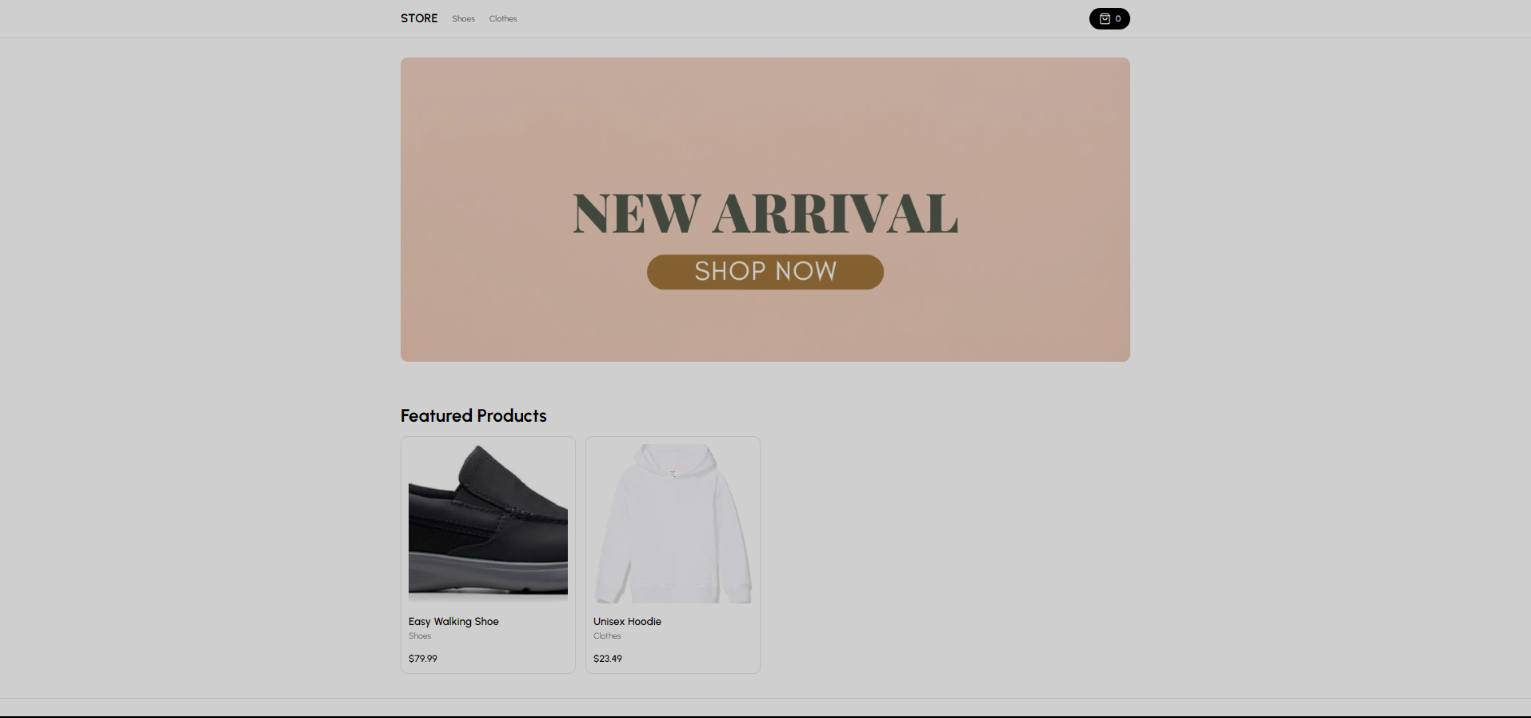 STORE Shoes Clothes 0
NEW ARRIVAL
SHOP NOW
Featured Products
Easy Walking Shoe
Shoes
$79.99
Unisex Hoodie
Clothes
$23.49